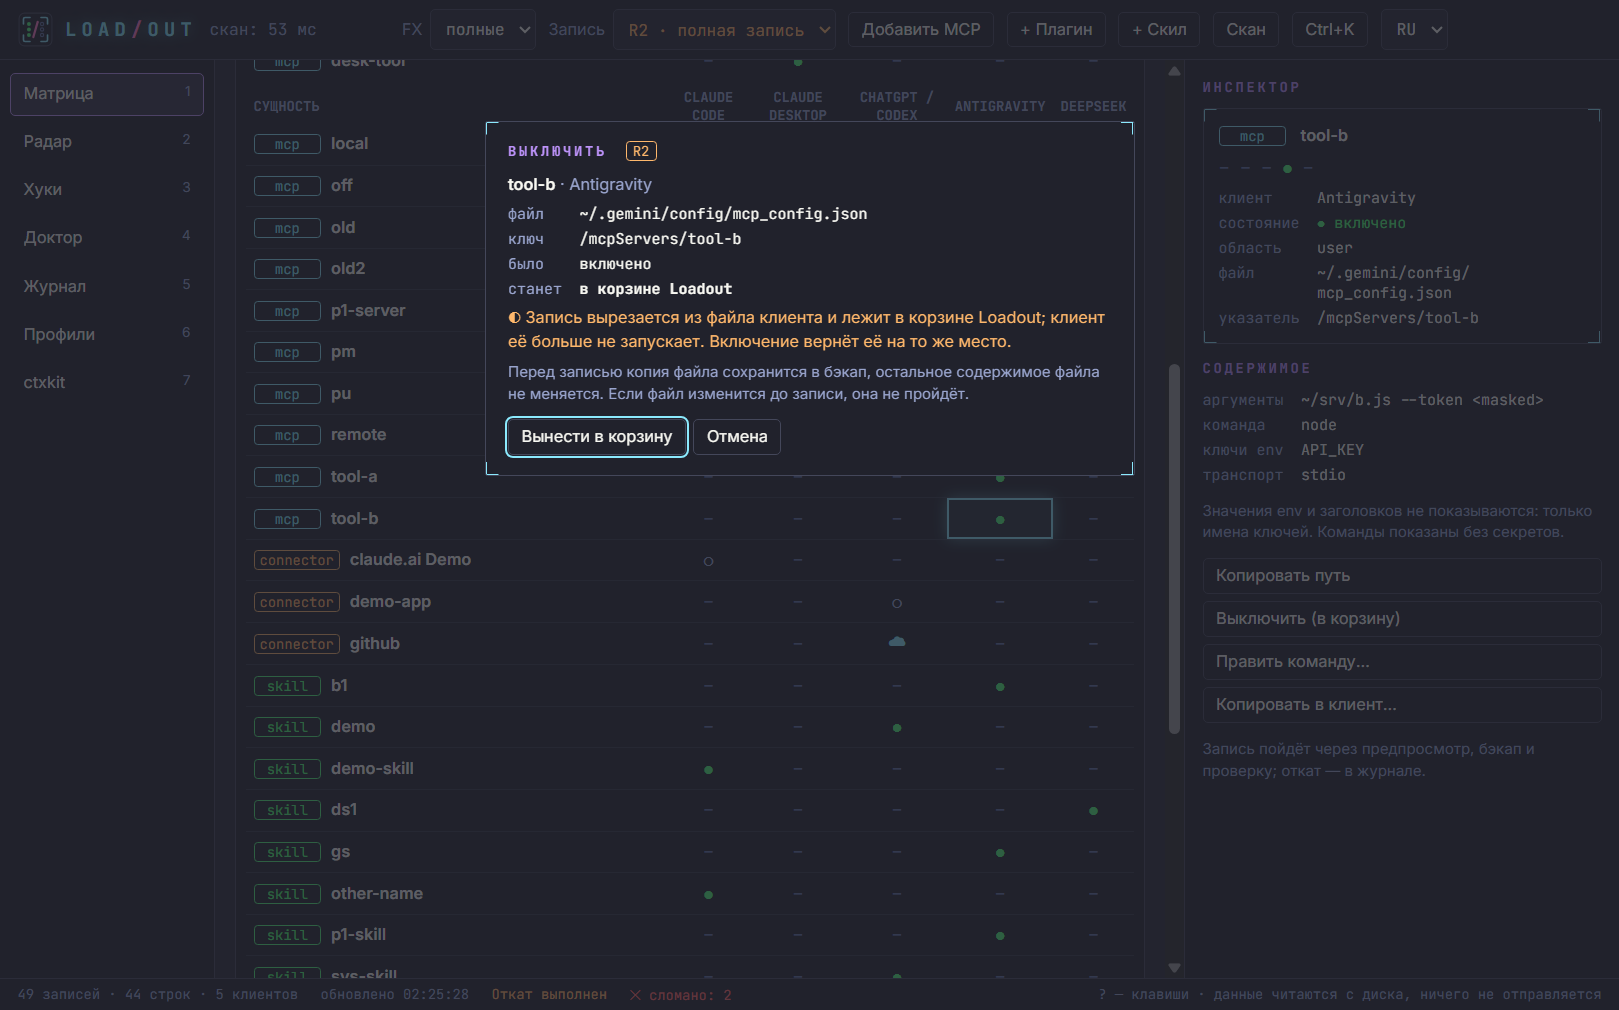 LOAD/OUT скан: 53 мс FX полные Запись R2 · полная запись Добавить MCP + Плагин + Скил Скан Ctrl+K RU
Матрица 1
Радар 2
Хуки 3
Доктор 4
Журнал 5
Профили 6
ctxkit 7
mcp desk-tool — —  — —
СУЩНОСТЬ CLAUDE CODE CLAUDE DESKTOP CHATGPT / CODEX ANTIGRAVITY DEEPSEEK
mcp local
mcp off
mcp old
mcp old2
mcp p1-server
mcp pm
mcp pu
mcp remote
mcp tool-a — — — ● —
mcp tool-b — — — ● —
connector claude.ai Demo ○ — — — —
connector demo-app — — ○ — —
connector github — — — —
skill b1 — — — ● —
skill demo — — ● — —
skill demo-skill ● — — — —
skill ds1 — — — — ●
skill gs — — — ● —
skill other-name ● — — — —
skill p1-skill — — — ● —
skill sys-skill — — ● — —
ВЫКЛЮЧИТЬ R2
tool-b · Antigravity
файл ~/.gemini/config/mcp_config.json
ключ /mcpServers/tool-b
было включено
станет в корзине Loadout
◐ Запись вырезается из файла клиента и лежит в корзине Loadout; клиент
её больше не запускает. Включение вернёт её на то же место.
Перед записью копия файла сохранится в бэкап, остальное содержимое файла
не меняется. Если файл изменится до записи, она не пройдёт.
Вынести в корзину Отмена
ИНСПЕКТОР
mcp tool-b
— — — ● —
клиент Antigravity
состояние ● включено
область user
файл ~/.gemini/config/
mcp_config.json
указатель /mcpServers/tool-b
СОДЕРЖИМОЕ
аргументы ~/srv/b.js --token <masked>
команда node
ключи env API_KEY
транспорт stdio
Значения env и заголовков не показываются: только
имена ключей. Команды показаны без секретов.
Копировать путь
Выключить (в корзину)
Править команду…
Копировать в клиент…
Запись пойдёт через предпросмотр, бэкап и
проверку; откат — в журнале.
49 записей · 44 строк · 5 клиентов обновлено 02:25:28 Откат выполнен ✕ сломано: 2 ? — клавиши · данные читаются с диска, ничего не отправляется